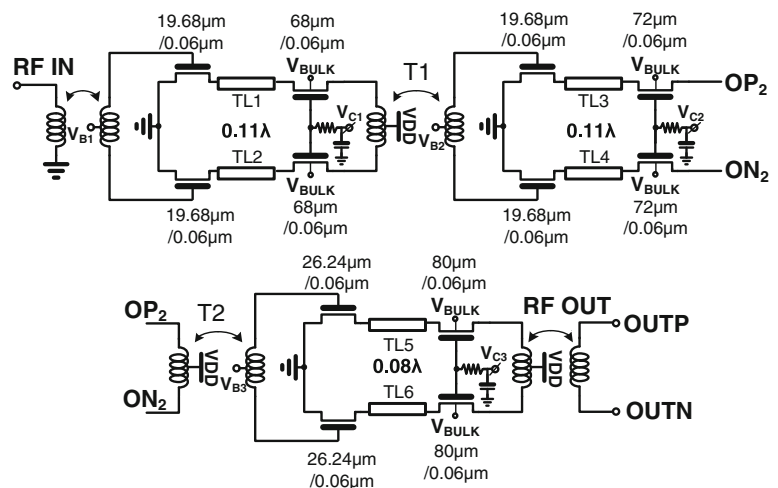 19.68μm
/0.06μm
68μm
/0.06μm
19.68μm
/0.06μm
72μm
/0.06μm
RF IN
VBULK
T1
VBULK
OP2
TL1
TL3
VB1
0.11λ
VC1
VDD
VB2
0.11λ
VC2
TL2
TL4
VBULK
VBULK
ON2
19.68μm
/0.06μm
68μm
/0.06μm
19.68μm
/0.06μm
72μm
/0.06μm
26.24μm
/0.06μm
80μm
/0.06μm
OP2
T2
VBULK
RF OUT
OUTP
TL5
VDD
VB3
0.08λ
VC3
VDD
TL6
ON2
VBULK
OUTN
26.24μm
/0.06μm
80μm
/0.06μm